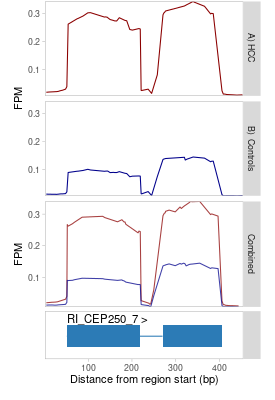 0.3
0.2
0.1
A) HCC
FPM
0.3
0.2
0.1
B) Controls
0.3
0.2
0.1
Combined
FPM
RI_CEP250_7 >
100
200
300
400
Distance from region start (bp)